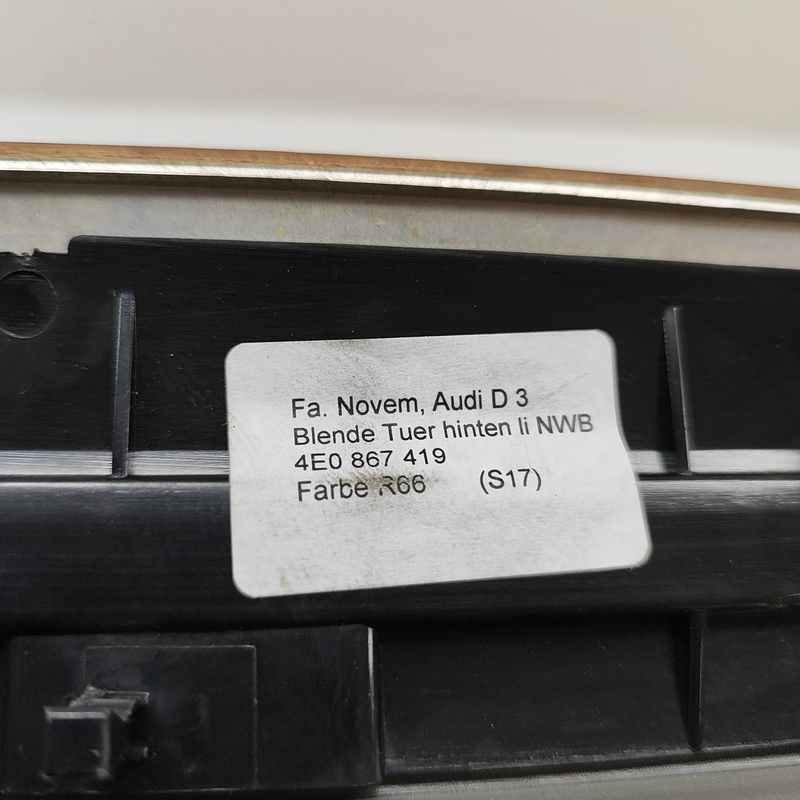 Fa. Novem, Audi D 3
Blende Tuer hinten li NWB
4E0 867 419
Farbe R66 (S17)